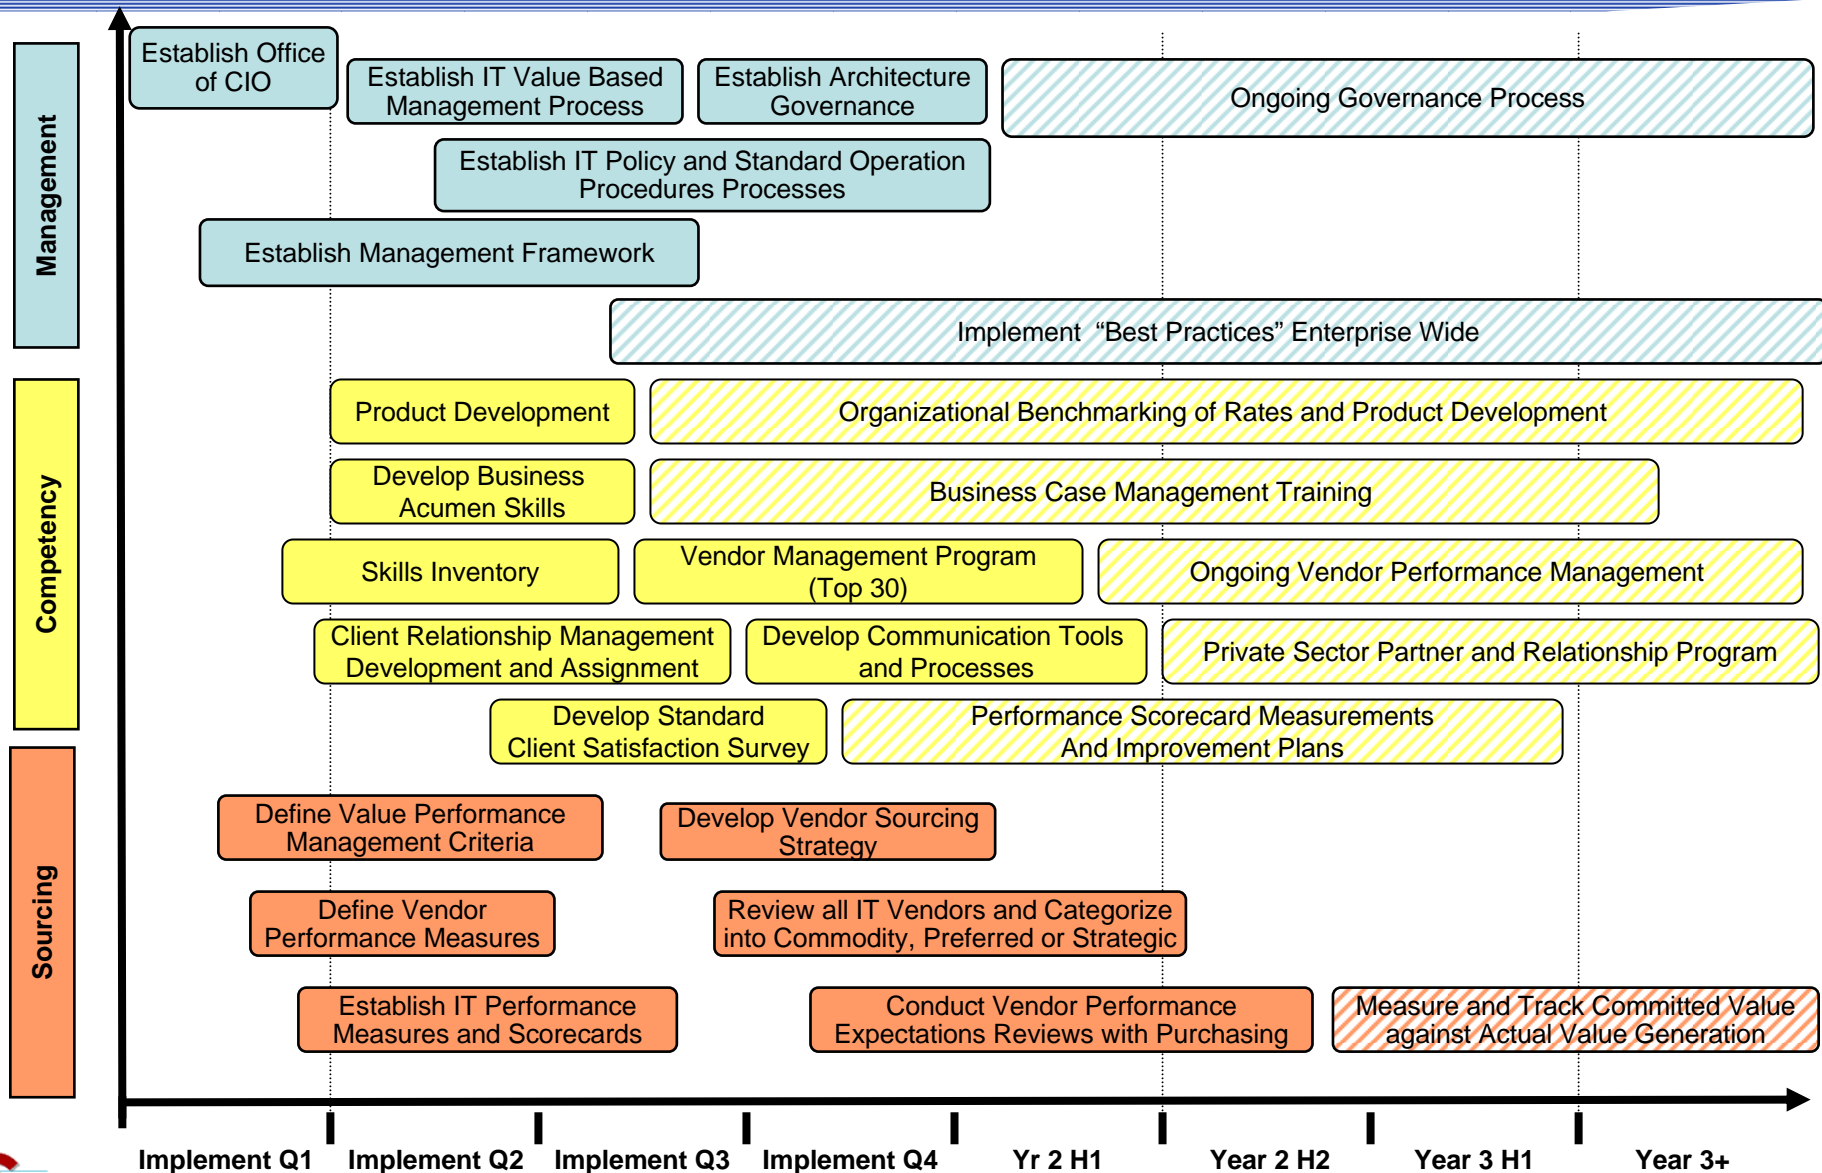 Management
Establish Office
of CIO
Establish IT Value Based
Management Process
Establish Architecture
Governance
Ongoing Governance Process
Establish IT Policy and Standard Operation
Procedures Processes
Establish Management Framework
Implement “Best Practices” Enterprise Wide
Competency
Product Development
Organizational Benchmarking of Rates and Product Development
Develop Business
Acumen Skills
Business Case Management Training
Skills Inventory
Vendor Management Program
(Top 30)
Ongoing Vendor Performance Management
Client Relationship Management
Development and Assignment
Develop Communication Tools
and Processes
Private Sector Partner and Relationship Program
Develop Standard
Client Satisfaction Survey
Performance Scorecard Measurements
And Improvement Plans
Sourcing
Define Value Performance
Management Criteria
Develop Vendor Sourcing
Strategy
Define Vendor
Performance Measures
Review all IT Vendors and Categorize
into Commodity, Preferred or Strategic
Establish IT Performance
Measures and Scorecards
Conduct Vendor Performance
Expectations Reviews with Purchasing
Measure and Track Committed Value
against Actual Value Generation
Implement Q1
Implement Q2
Implement Q3
Implement Q4
Yr 2 H1
Year 2 H2
Year 3 H1
Year 3+